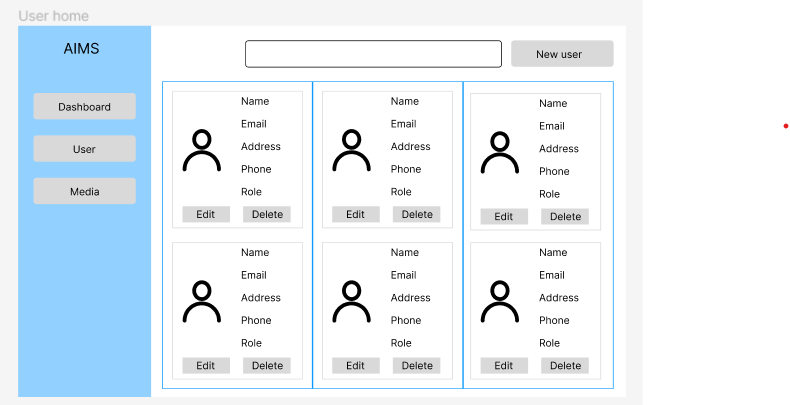 User home
AIMS
New user
Dashboard
User
Media
Name
Email
Address
Phone
Role
Edit Delete
Name
Email
Address
Phone
Role
Edit Delete
Name
Email
Address
Phone
Role
Edit Delete
Name
Email
Address
Phone
Role
Edit Delete
Name
Email
Address
Phone
Role
Edit Delete
Name
Email
Address
Phone
Role
Edit Delete